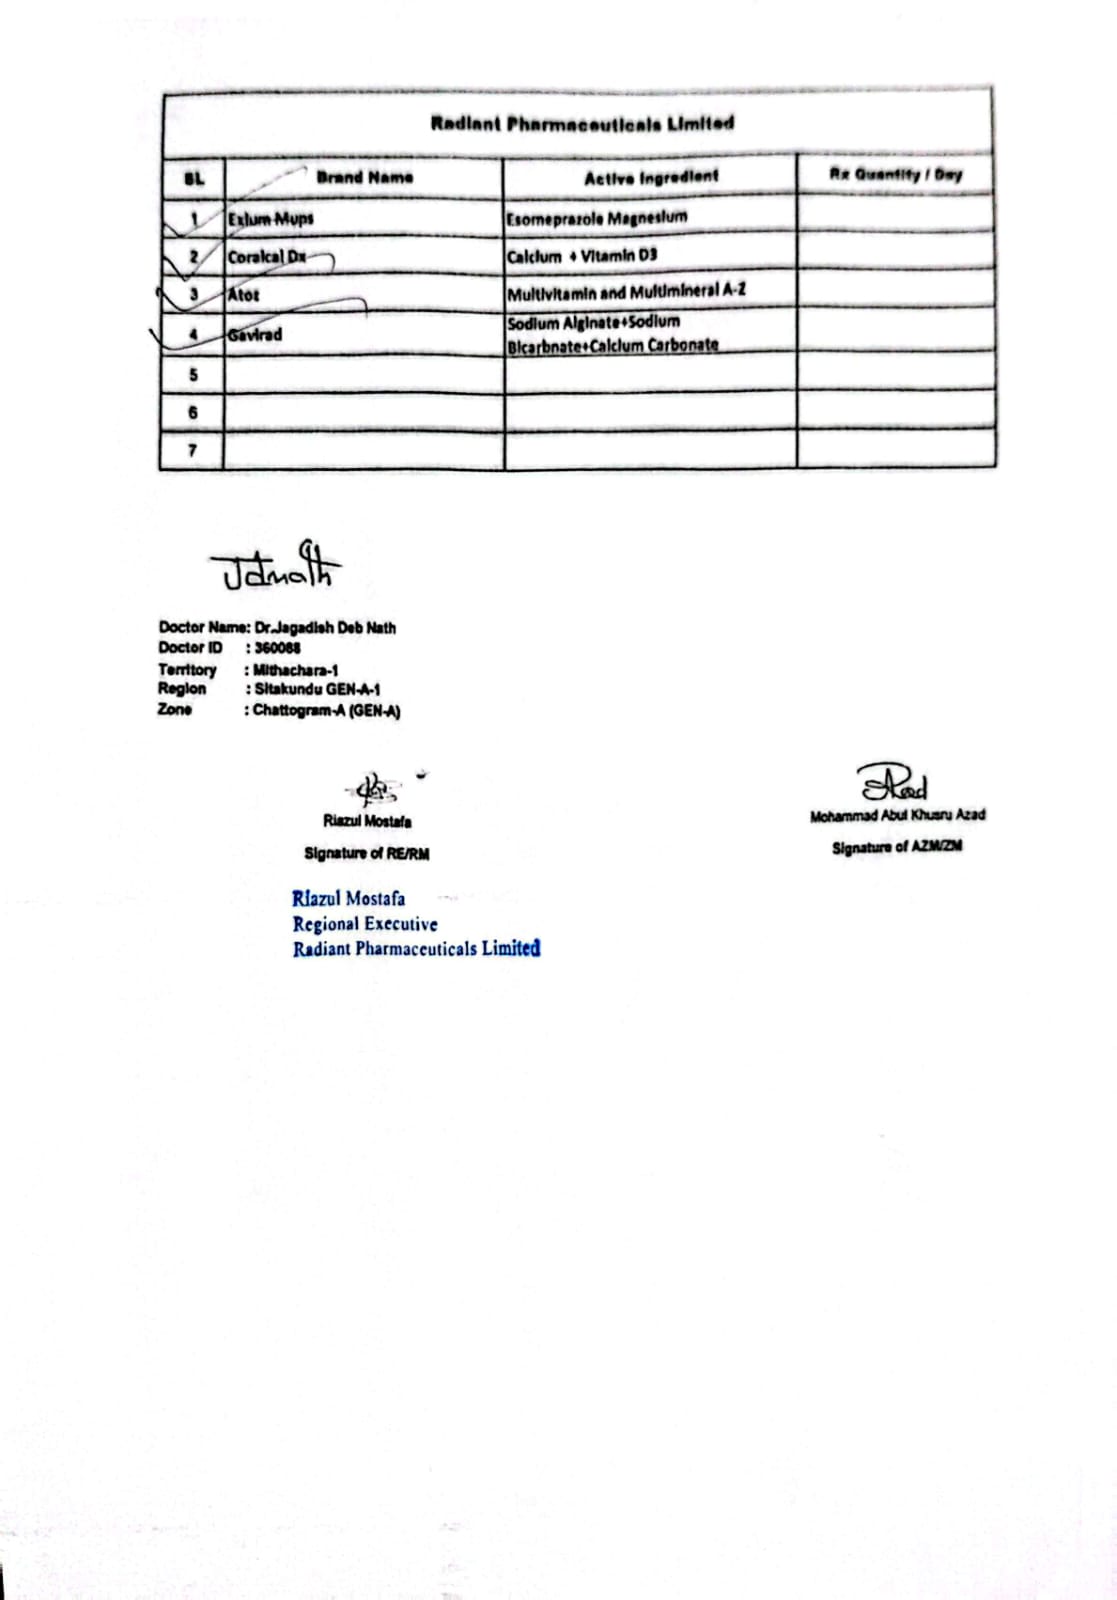 Radiant Pharmaceuticals Limited
SL Brand Name Active Ingredient Rx Quantity / Day
1 Exium Mups Esomeprazole Magnesium
2 Coralcal Dx Calcium + Vitamin D3
3 Atoz Multivitamin and Multimineral A-Z
4 Gavirad Sodium Alginate+Sodium
Bicarbnate+Calcium Carbonate
5
6
7
Jdnath
Doctor Name: Dr.Jagadish Deb Nath
Doctor ID : 360088
Territory : Mithachara-1
Region : Sitakundu GEN-A-1
Zone : Chattogram-A (GEN-A)
Riazul Mostafa
Signature of RE/RM
Mohammad Abul Khusru Azad
Signature of AZM/ZM
Riazul Mostafa
Regional Executive
Radiant Pharmaceuticals Limited